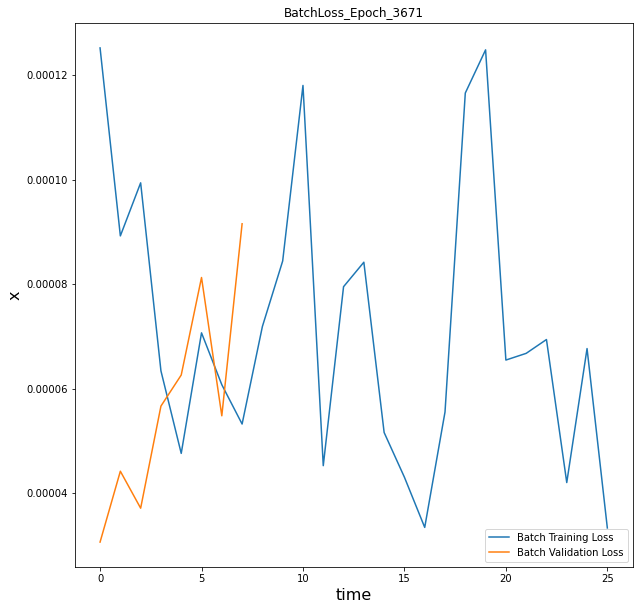 BatchLoss_Epoch_3671
0.00012
0.00010
0.00008
0.00006
0.00004
x
0 5 10 15 20 25
time
Batch Training Loss
Batch Validation Loss